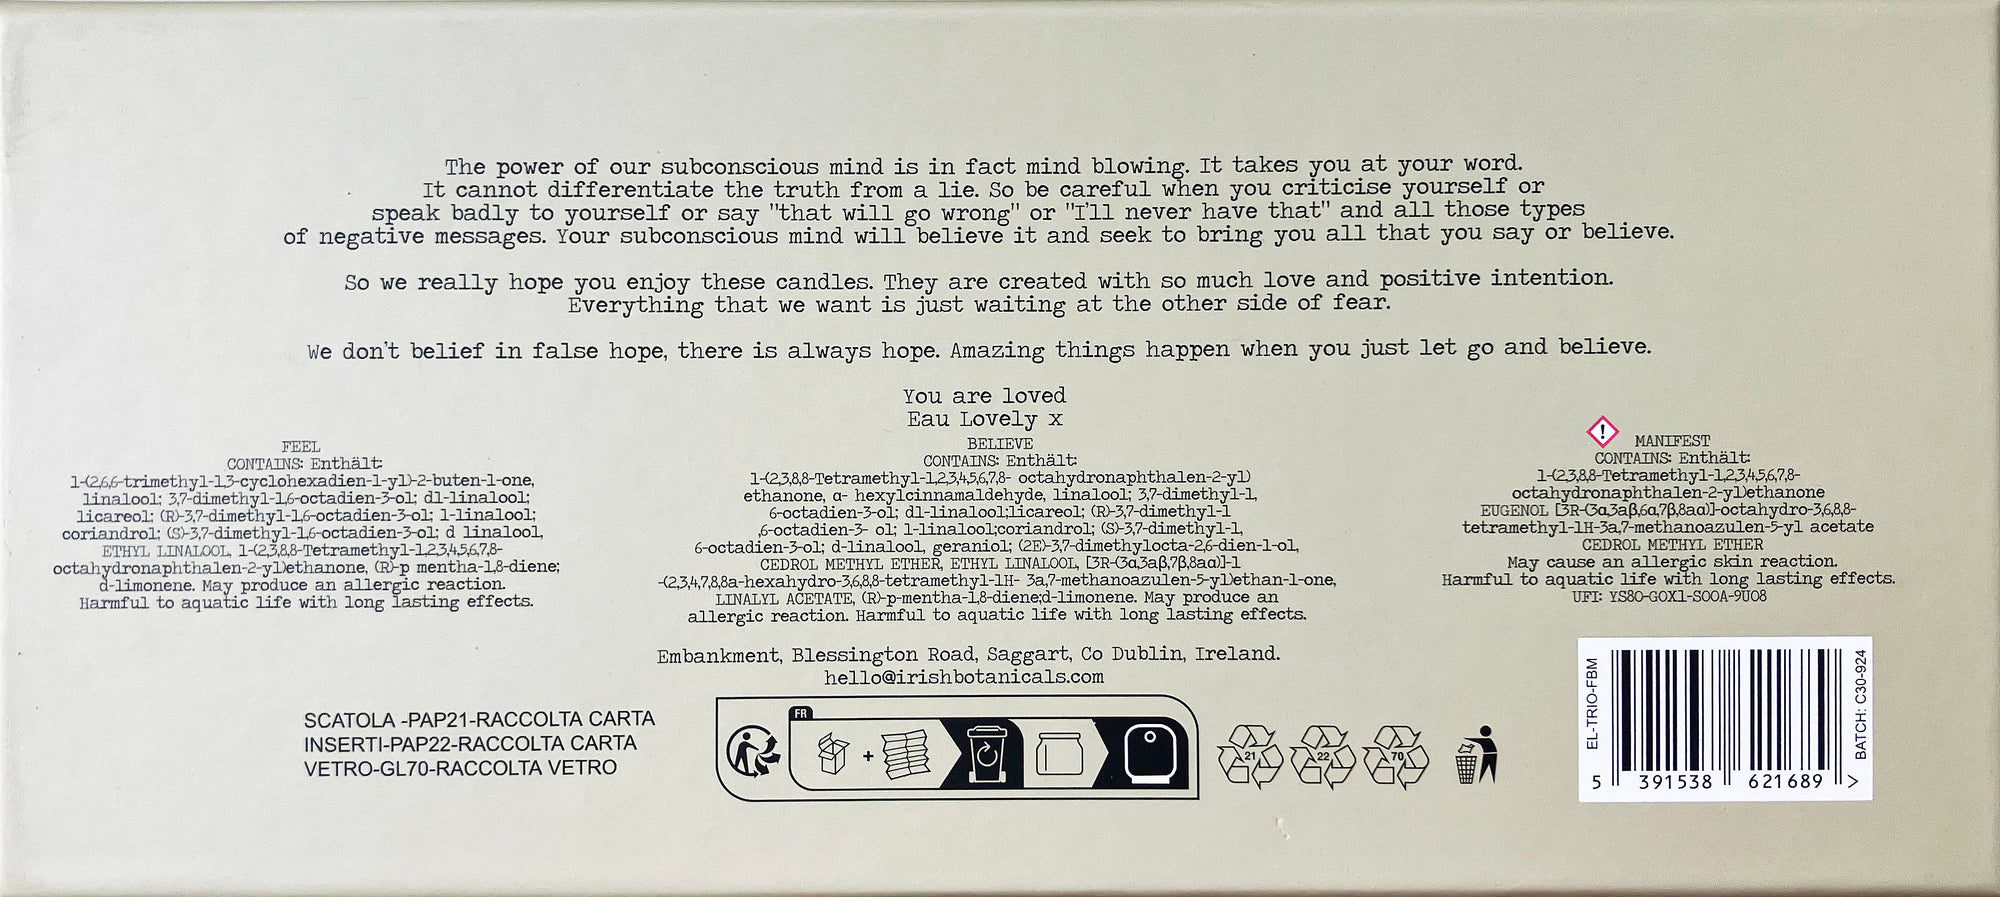 The power of our subconscious mind is in fact mind blowing. It takes you at your word.
It cannot differentiate the truth from a lie. So be careful when you criticise yourself or
speak badly to yourself or say "that will go wrong" or "I'll never have that" and all those types
of negative messages. Your subconscious mind will believe it and seek to bring you all that you say or believe.
So we really hope you enjoy these candles. They are created with so much love and positive intention.
Everything that we want is just waiting at the other side of fear.
We don't belief in false hope, there is always hope. Amazing things happen when you just let go and believe.
You are loved
Eau Lovely x
FEEL
CONTAINS: Enthält:
1-(2,6,6-trimethyl-1,3-cyclohexadien-1-yl)-2-buten-1-one,
linalool; 3,7-dimethyl-1,6-octadien-3-ol; dl-linalool;
licareol; (R)-3,7-dimethyl-1,6-octadien-3-ol; l-linalool;
coriandrol; (S)-3,7-dimethyl-1,6-octadien-3-ol; d linalool,
ETHYL LINALOOL, 1-(2,3,8,8-Tetramethyl-1,2,3,4,5,6,7,8-
octahydronaphthalen-2-yl)ethanone, (R)-p mentha-1,8-diene;
d-limonene. May produce an allergic reaction.
Harmful to aquatic life with long lasting effects.
BELIEVE
CONTAINS: Enthält:
1-(2,3,8,8-Tetramethyl-1,2,3,4,5,6,7,8- octahydronaphthalen-2-yl)
ethanone, α- hexylcinnamaldehyde, linalool; 3,7-dimethyl-1,
6-octadien-3-ol; dl-linalool;licareol; (R)-3,7-dimethyl-1
,6-octadien-3- ol; l-linalool;coriandrol; (S)-3,7-dimethyl-1,
6-octadien-3-ol; d-linalool, geraniol; (2E)-3,7-dimethylocta-2,6-dien-1-ol,
CEDROL METHYL ETHER, ETHYL LINALOOL, [3R-(3α,3aβ,7β,8aα)]-1
-(2,3,4,7,8,8a-hexahydro-3,6,8,8-tetramethyl-1H- 3a,7-methanoazulen-5-yl)ethan-1-one,
LINALYL ACETATE, (R)-p-mentha-1,8-diene;d-limonene. May produce an
allergic reaction. Harmful to aquatic life with long lasting effects.
MANIFEST
CONTAINS: Enthält:
1-(2,3,8,8-Tetramethyl-1,2,3,4,5,6,7,8-
octahydronaphthalen-2-yl)ethanone
EUGENOL [3R-(3α,3aβ,6α,7β,8aα)]-octahydro-3,6,8,8-
tetramethyl-1H-3a,7-methanoazulen-5-yl acetate
CEDROL METHYL ETHER
May cause an allergic skin reaction.
Harmful to aquatic life with long lasting effects.
UFI: YS80-G0X1-S00A-9U08
Embankment, Blessington Road, Saggart, Co Dublin, Ireland.
hello@irishbotanicals.com
SCATOLA -PAP21-RACCOLTA CARTA
INSERTI-PAP22-RACCOLTA CARTA
VETRO-GL70-RACCOLTA VETRO
FR
+
21
22
70
EL-TRIO-FBM
5 391538 621689 >
BATCH: C30-924